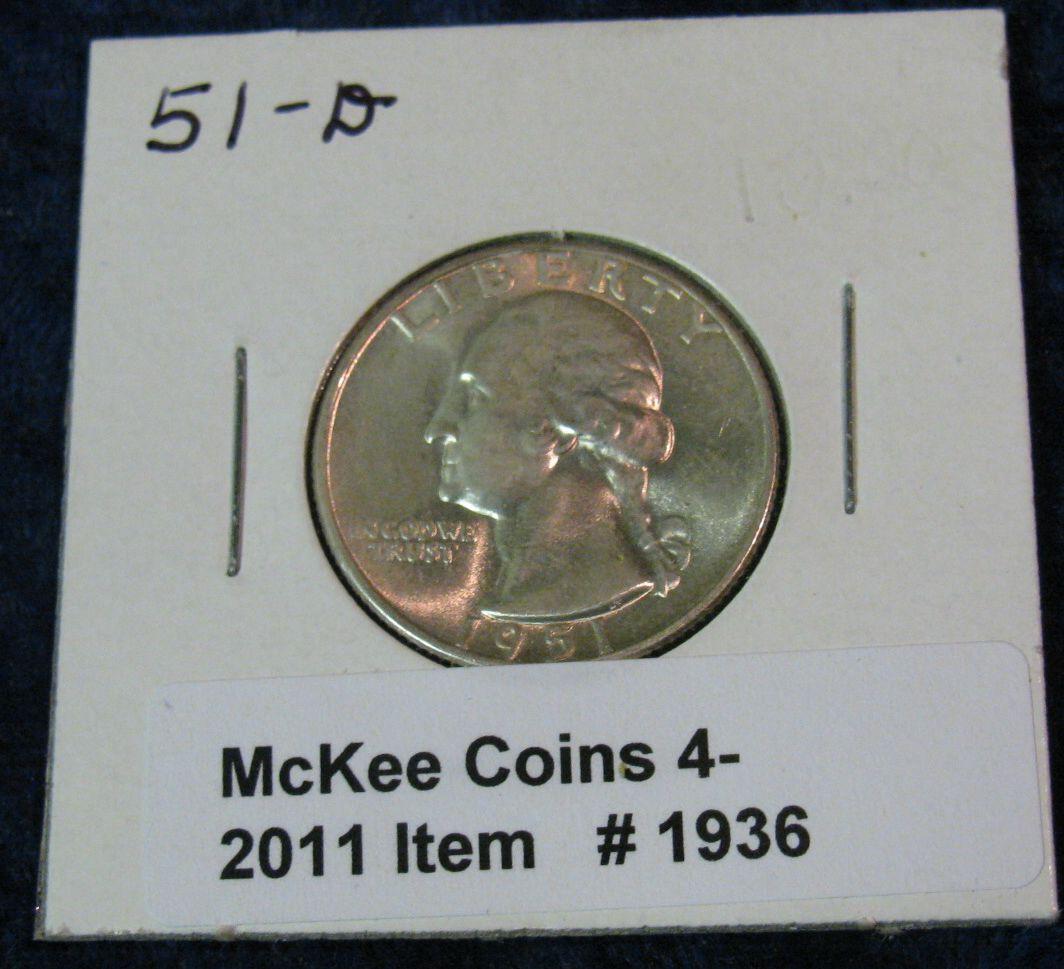 51-D
LIBERTY
IN GOD WE
TRUST
1951
McKee Coins 4-
2011 Item # 1936